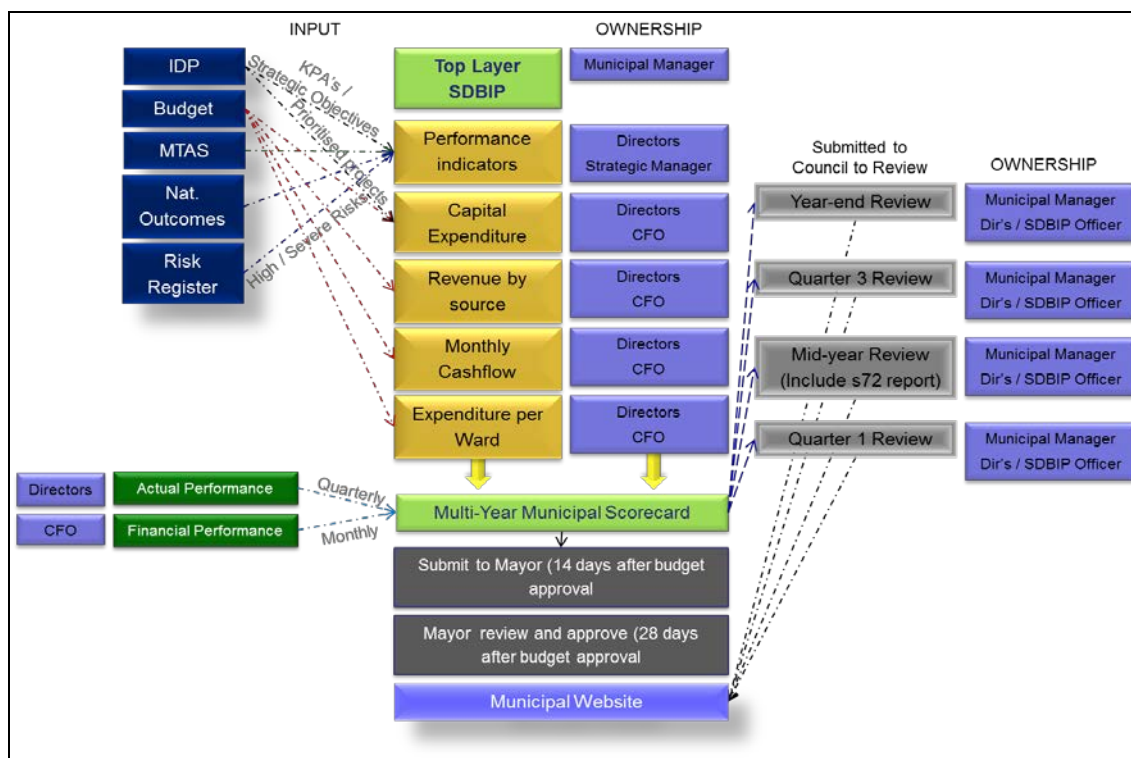 INPUT
OWNERSHIP
IDP
Budget
MTAS
Nat.
Outcomes
Risk
Register
KPA's /
Strategic Objectives
Prioritised projects
High / Severe Risks
Top Layer
SDBIP
Municipal Manager
Performance
indicators
Directors
Strategic Manager
Capital
Expenditure
Directors
CFO
Revenue by
source
Directors
CFO
Monthly
Cashflow
Directors
CFO
Expenditure per
Ward
Directors
CFO
Submitted to
Council to Review
OWNERSHIP
Year-end Review
Municipal Manager
Dir's / SDBIP Officer
Quarter 3 Review
Municipal Manager
Dir's / SDBIP Officer
Mid-year Review
(Include s72 report)
Municipal Manager
Dir's / SDBIP Officer
Quarter 1 Review
Municipal Manager
Dir's / SDBIP Officer
Directors
Actual Performance
Quarterly
CFO
Financial Performance
Monthly
Multi-Year Municipal Scorecard
Submit to Mayor (14 days after budget
approval
Mayor review and approve (28 days
after budget approval
Municipal Website